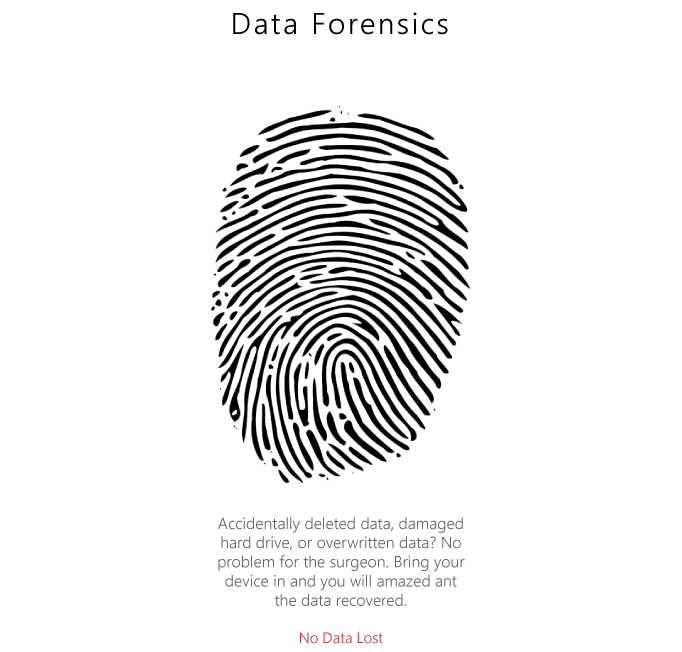 Data Forensics
Accidentally deleted data, damaged
hard drive, or overwritten data? No
problem for the surgeon. Bring your
device in and you will amazed ant
the data recovered.
No Data Lost